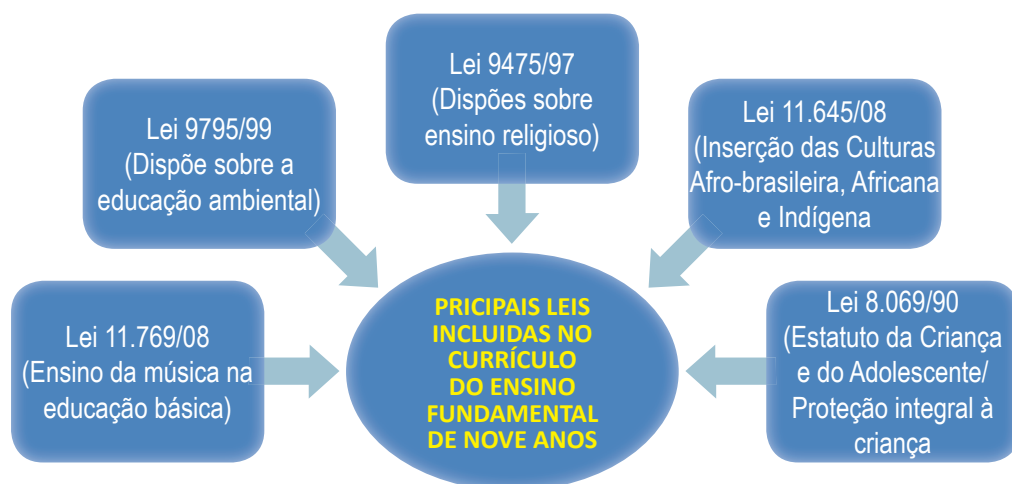 Lei 9475/97
(Dispões sobre
ensino religioso)
Lei 9795/99
(Dispõe sobre a
educação ambiental)
Lei 11.645/08
(Inserção das Culturas
Afro-brasileira, Africana
e Indígena
Lei 11.769/08
(Ensino da música na
educação básica)
PRICIPAIS LEIS
INCLUIDAS NO
CURRÍCULO
DO ENSINO
FUNDAMENTAL
DE NOVE ANOS
Lei 8.069/90
(Estatuto da Criança
e do Adolescente/
Proteção integral à
criança